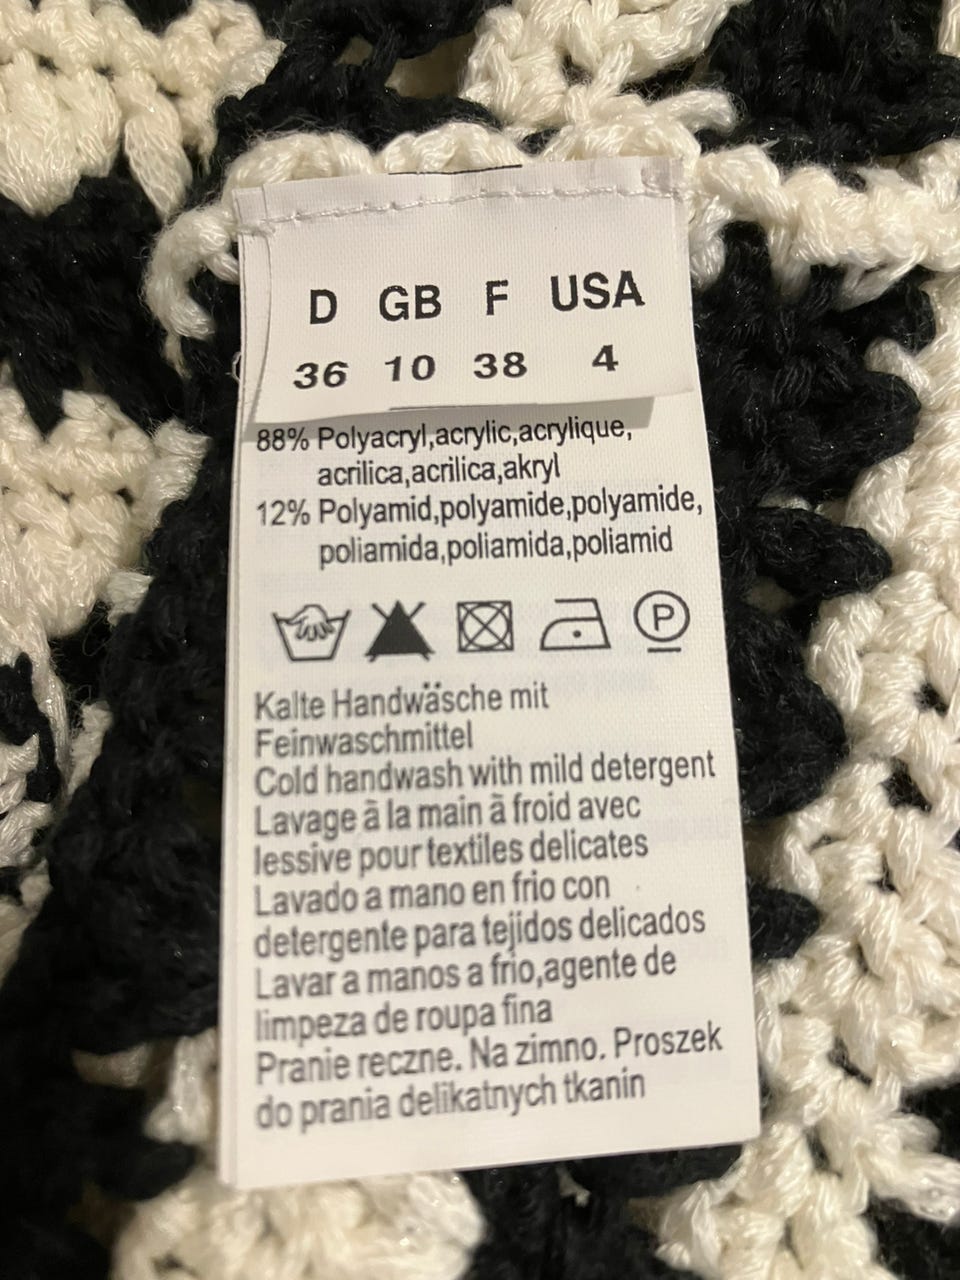 D GB F USA
36 10 38 4
88% Polyacryl,acrylic,acrylique,
acrilica,acrilica,akryl
12% Polyamid,polyamide,polyamide,
poliamida,poliamida,poliamid
P
Kalte Handwäsche mit
Feinwaschmittel
Cold handwash with mild detergent
Lavage ã la main ã froid avec
lessive pour textiles delicates
Lavado a mano en frio con
detergente para tejidos delicados
Lavar a manos a frio,agente de
limpeza de roupa fina
Pranie reczne. Na zimno. Proszek
do prania delikatnych tkanin